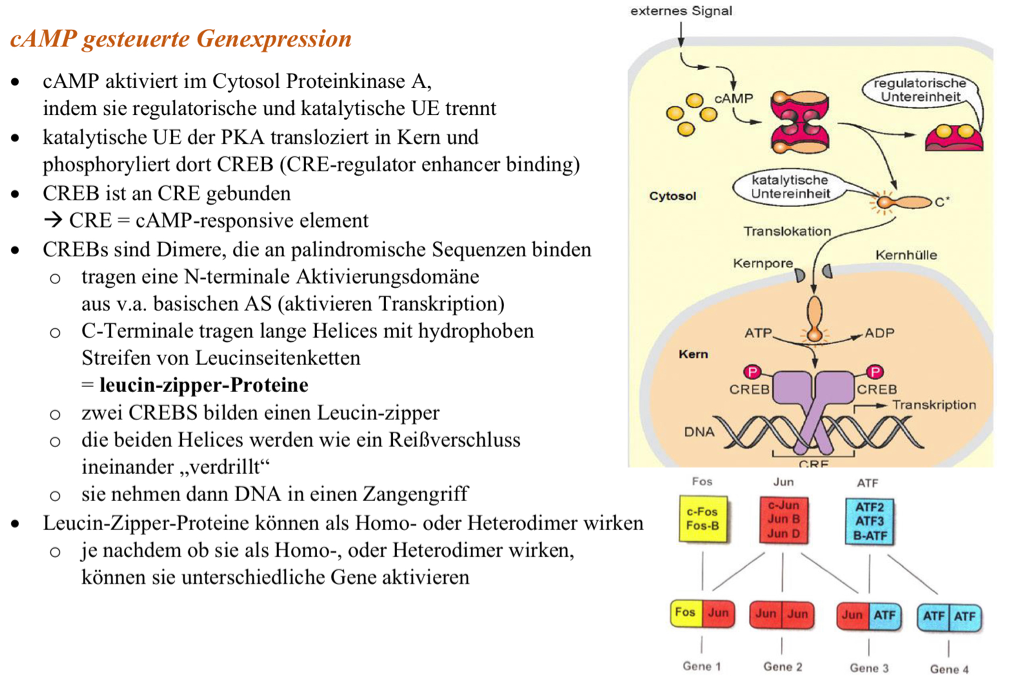 cAMP gesteuerte Genexpression
• cAMP aktiviert im Cytosol Proteinkinase A,
indem sie regulatorische und katalytische UE trennt
• katalytische UE der PKA transloziert in Kern und
phosphoryliert dort CREB (CRE-regulator enhancer binding)
• CREB ist an CRE gebunden
→ CRE = cAMP-responsive element
• CREBs sind Dimere, die an palindromische Sequenzen binden
o tragen eine N-terminale Aktivierungsdomäne
aus v.a. basischen AS (aktivieren Transkription)
o C-Terminale tragen lange Helices mit hydrophoben
Streifen von Leucinseitenketten
= leucin-zipper-Proteine
o zwei CREBS bilden einen Leucin-zipper
o die beiden Helices werden wie ein Reißverschluss
ineinander „verdrillt“
o sie nehmen dann DNA in einen Zangengriff
• Leucin-Zipper-Proteine können als Homo- oder Heterodimer wirken
o je nachdem ob sie als Homo-, oder Heterodimer wirken,
können sie unterschiedliche Gene aktivieren
externes Signal
cAMP
regulatorische
Untereinheit
katalytische
Untereinheit
Cytosol
C*
Translokation
Kernpore
Kernhülle
ATP
ADP
Kern
P
P
CREB
CREB
Transkription
DNA
CRE
Fos
Jun
ATF
c-Fos
Fos-B
c-Jun
Jun B
Jun D
ATF2
ATF3
B-ATF
Fos Jun
Jun Jun
Jun ATF
ATF ATF
Gene 1
Gene 2
Gene 3
Gene 4